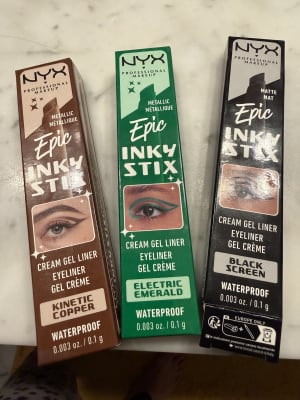 NYX
PROFESSIONAL
MAKEUP
METALLIC
MÉTALLIQUE
Epic
INKY
STIX
CREAM GEL LINER
EYELINER
GEL CRÈME
KINETIC
COPPER
WATERPROOF
0.003 oz. / 0.1 g
NYX
PROFESSIONAL
MAKEUP
METALLIC
MÉTALLIQUE
Epic
INKY
STIX
CREAM GEL LINER
EYELINER
GEL CRÈME
ELECTRIC
EMERALD
WATERPROOF
0.003 oz. / 0.1 g
NYX
PROFESSIONAL
MAKEUP
MATTE
MAT
Epic
INKY
STIX
CREAM GEL LINER
EYELINER
GEL CRÈME
BLACK
SCREEN
WATERPROOF
0.003 oz. / 0.1 g
EUROPE ONLY